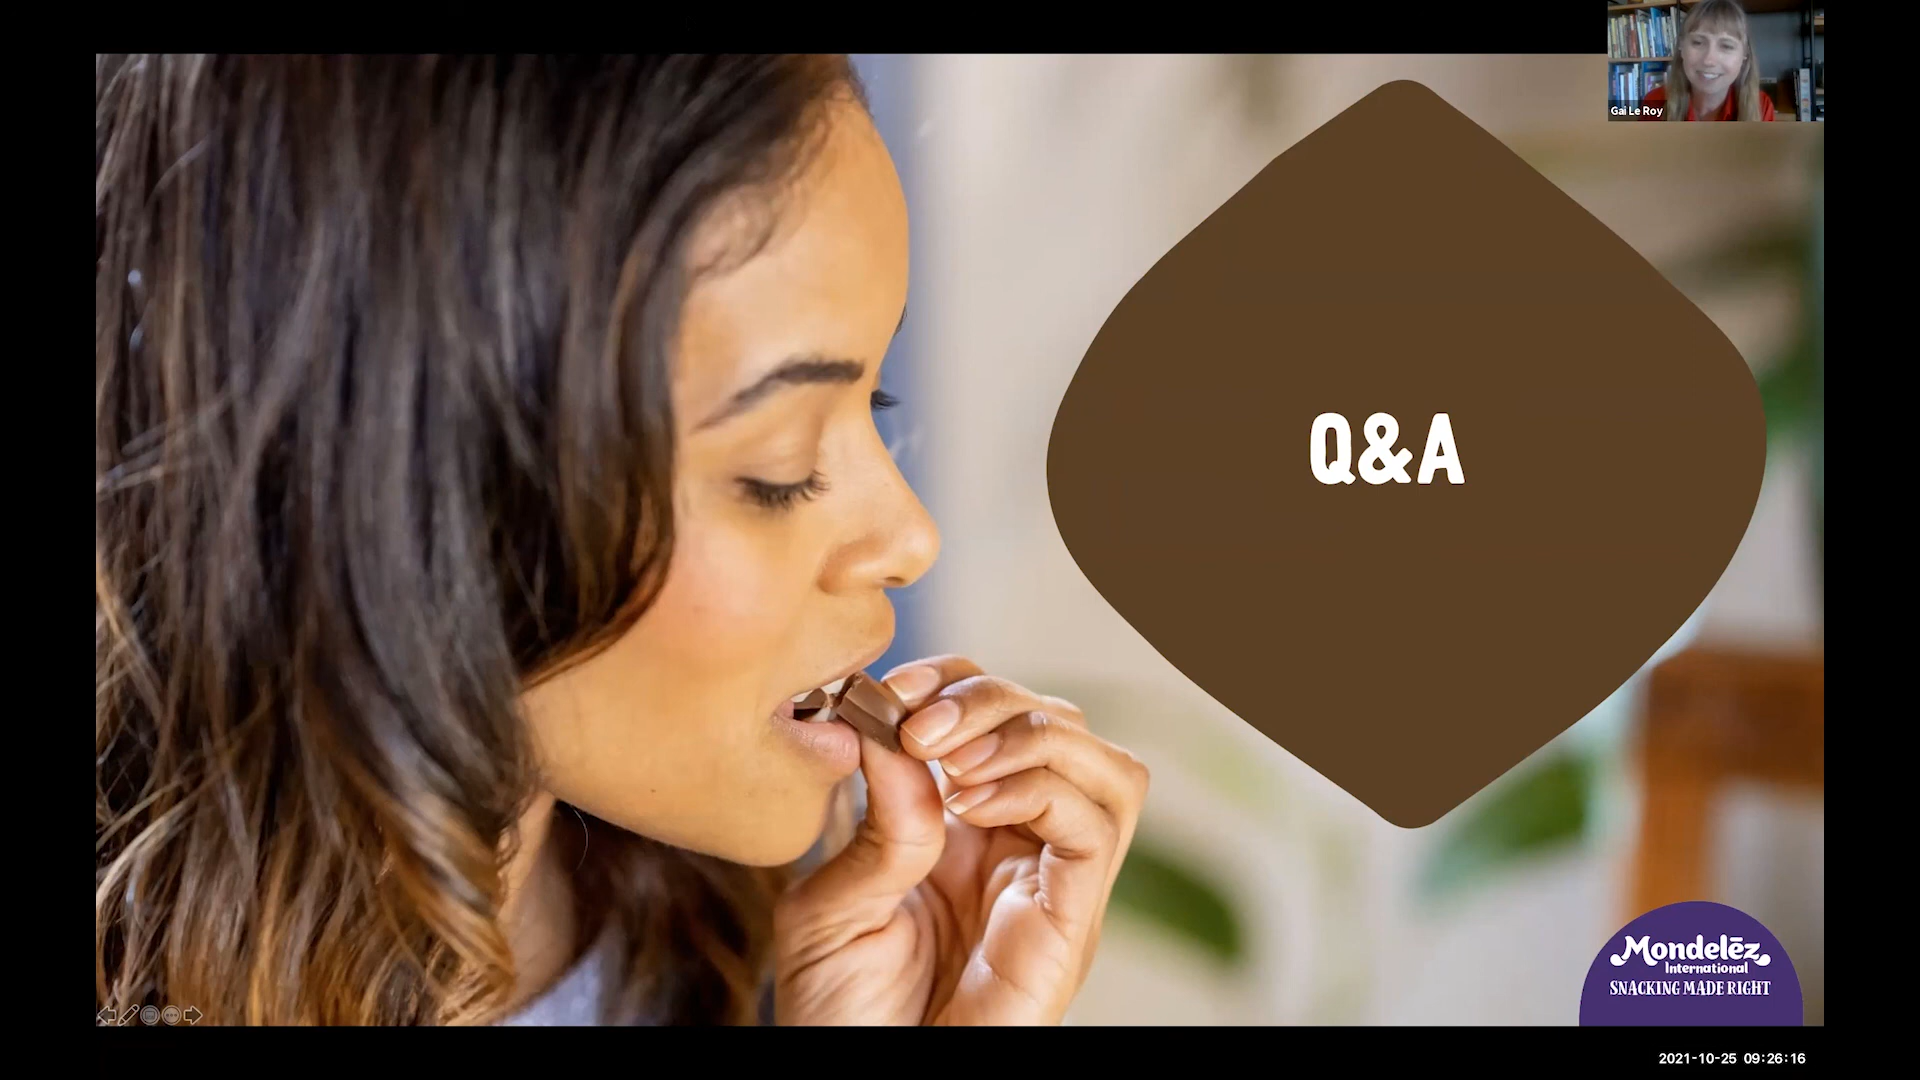 Gai Le Roy
Q&A
Mondelēz
International
SNACKING MADE RIGHT
2021-10-25 09:26:16